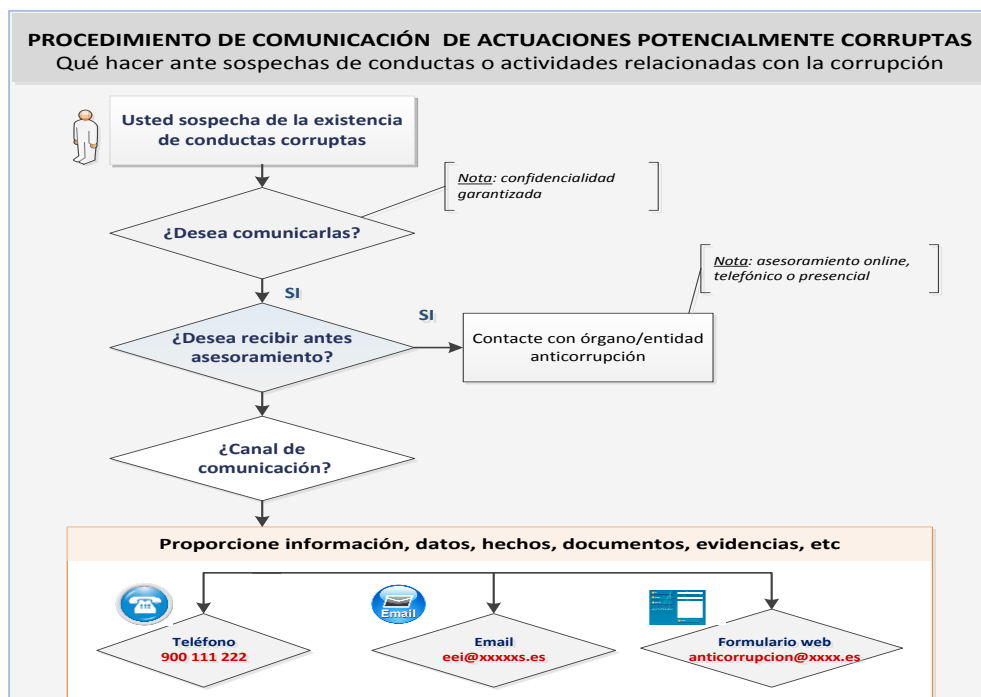 PROCEDIMIENTO DE COMUNICACIÓN DE ACTUACIONES POTENCIALMENTE CORRUPTAS
Qué hacer ante sospechas de conductas o actividades relacionadas con la corrupción
Usted sospecha de la existencia
de conductas corruptas
Nota: confidencialidad
garantizada
¿Desea comunicarlas?
Nota: asesoramiento online,
telefónico o presencial
SI
SI
¿Desea recibir antes
asesoramiento?
Contacte con órgano/entidad
anticorrupción
¿Canal de
comunicación?
Proporcione información, datos, hechos, documentos, evidencias, etc
Email
Teléfono
900 111 222
Email
eei@xxxxxs.es
Formulario web
anticorrupcion@xxxx.es